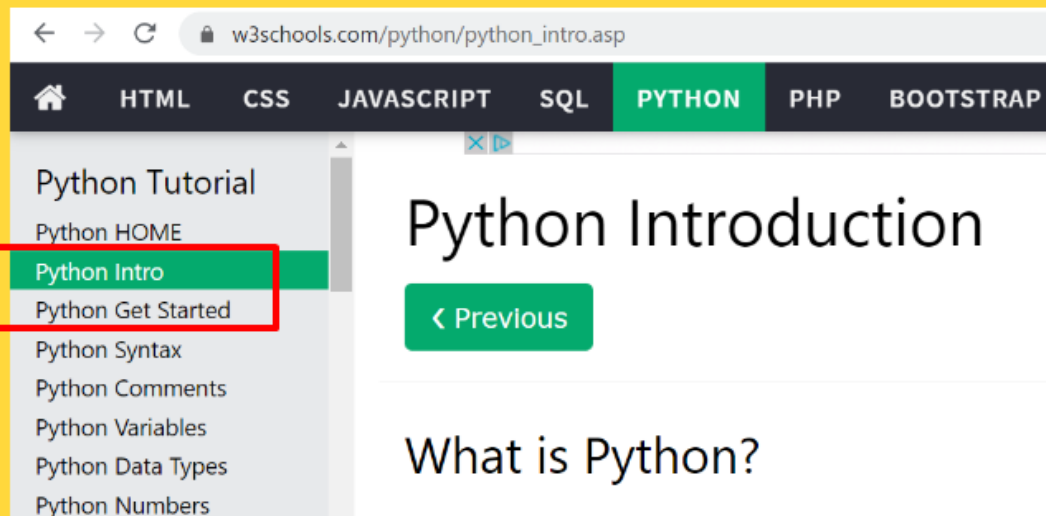 w3schools.com/python/python_intro.asp
HTML CSS JAVASCRIPT SQL PYTHON PHP BOOTSTRAP
Python Tutorial
Python HOME
Python Intro
Python Get Started
Python Syntax
Python Comments
Python Variables
Python Data Types
Python Numbers
Python Introduction
❮ Previous
What is Python?